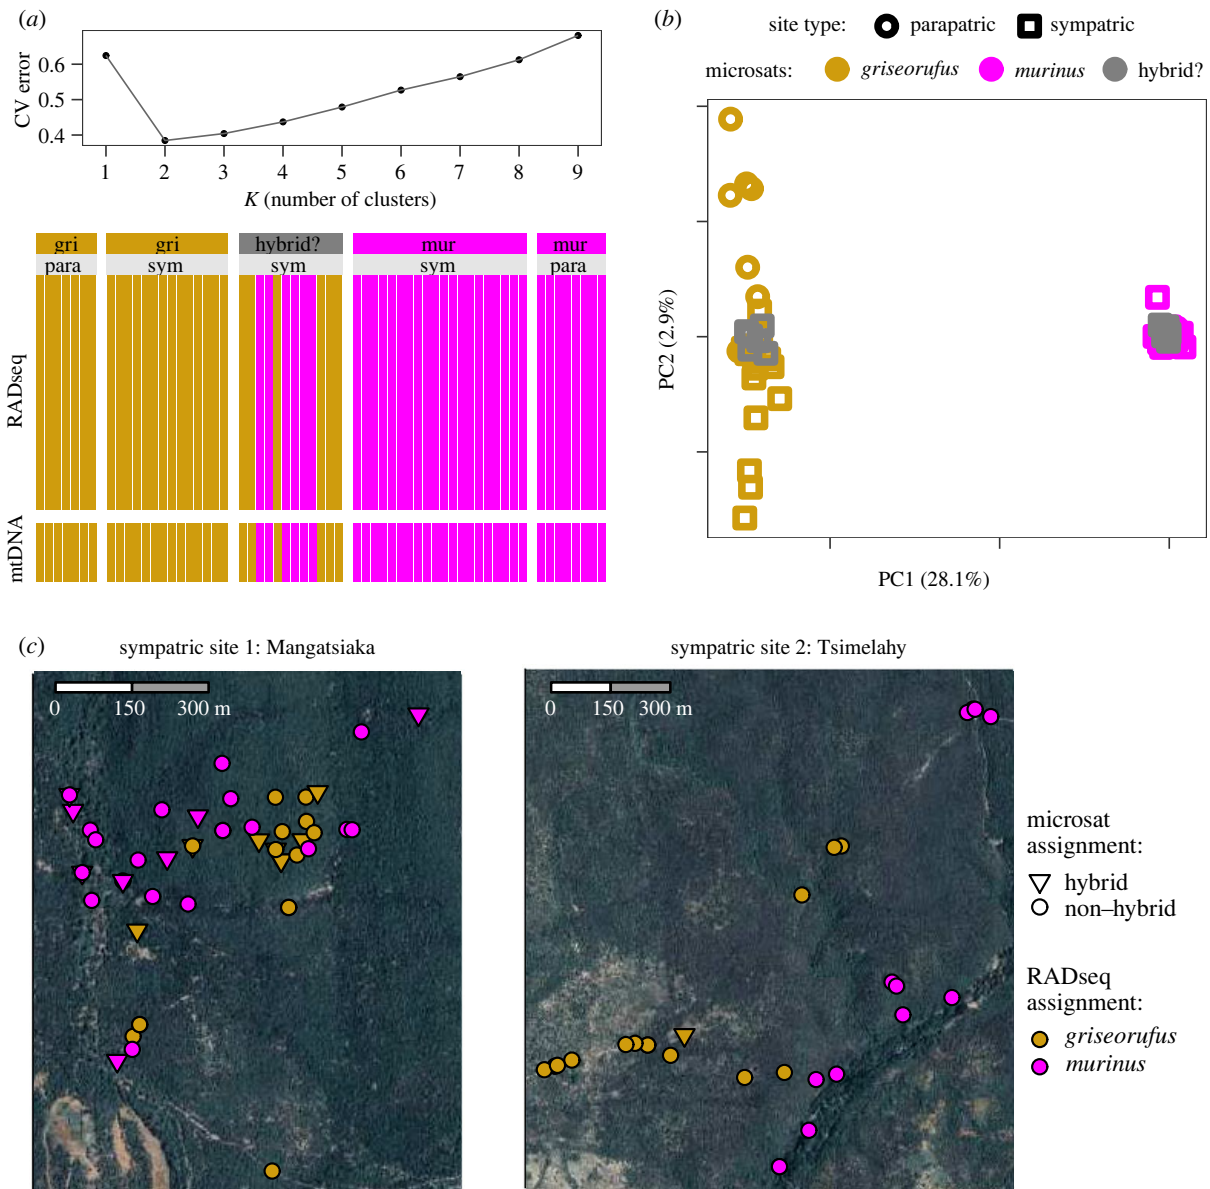 (a)
CV error
0.6
0.5
0.4
1 2 3 4 5 6 7 8 9
K (number of clusters)
gri gri hybrid? mur mur
para sym sym sym para
RADseq
mtDNA
(b)
site type: parapatric sympatric
microsats: griseorufus murinus hybrid?
PC2 (2.9%)
PC1 (28.1%)
(c)
sympatric site 1: Mangatsiaka
0 150 300 m
sympatric site 2: Tsimelahy
0 150 300 m
microsat
assignment:
hybrid
non–hybrid
RADseq
assignment:
griseorufus
murinus